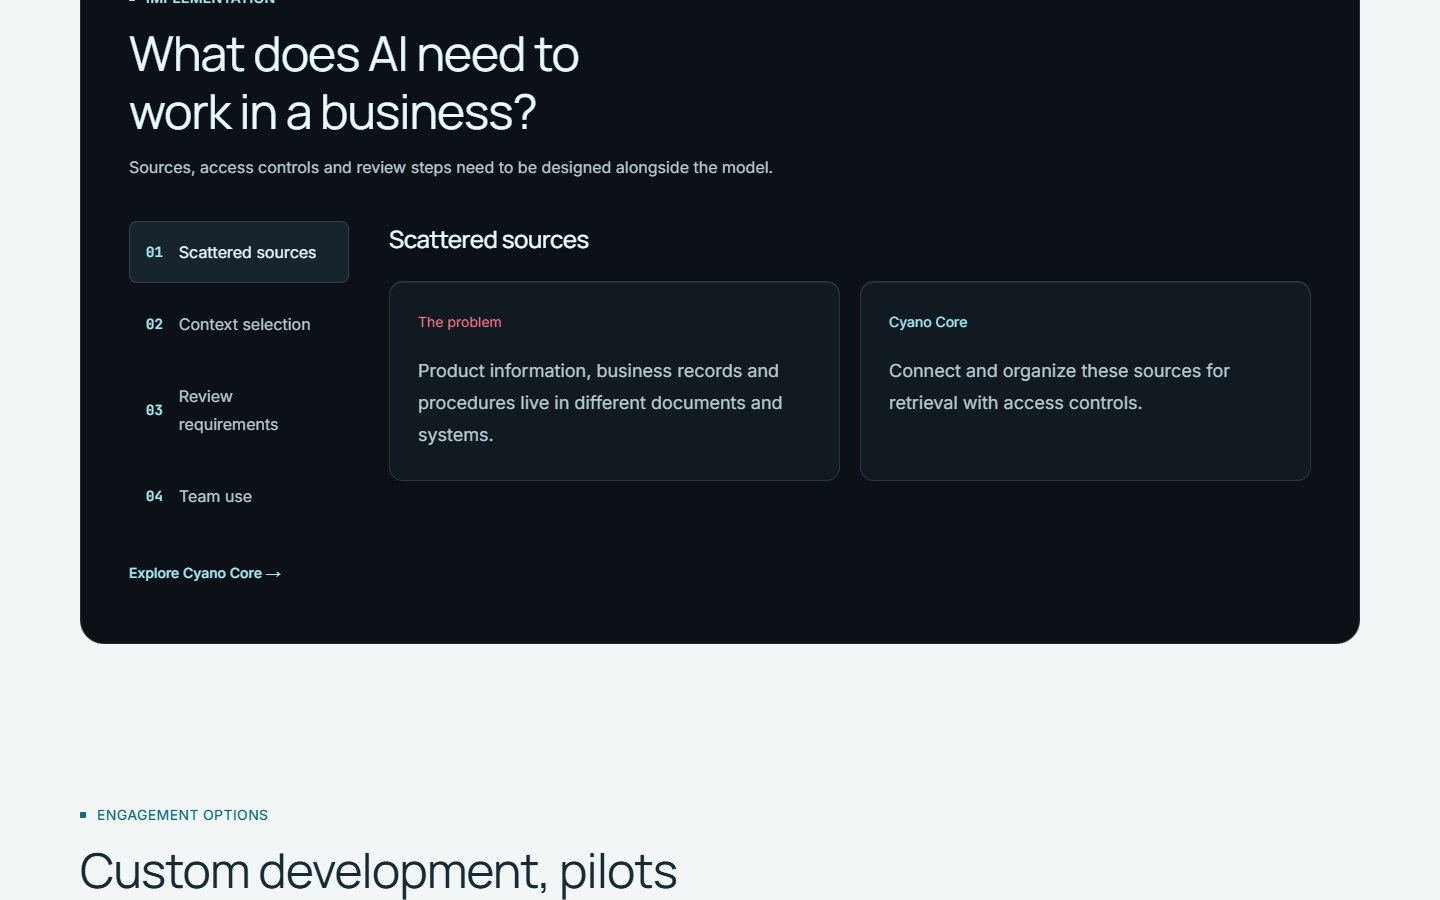 IMPLEMENTATION
What does AI need to
work in a business?
Sources, access controls and review steps need to be designed alongside the model.
01 Scattered sources
02 Context selection
03 Review
requirements
04 Team use
Explore Cyano Core →
Scattered sources
The problem
Product information, business records and
procedures live in different documents and
systems.
Cyano Core
Connect and organize these sources for
retrieval with access controls.
ENGAGEMENT OPTIONS
Custom development, pilots